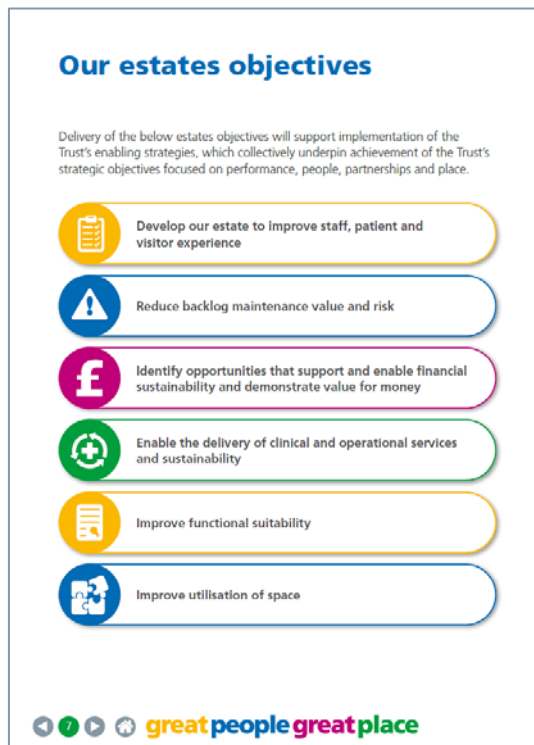 Our estates objectives
Delivery of the below estates objectives will support implementation of the
Trust's enabling strategies, which collectively underpin achievement of the Trust's
strategic objectives focused on performance, people, partnerships and place.
Develop our estate to improve staff, patient and
visitor experience
Reduce backlog maintenance value and risk
£
Identify opportunities that support and enable financial
sustainability and demonstrate value for money
Enable the delivery of clinical and operational services
and sustainability
Improve functional suitability
Improve utilisation of space
7
greatpeoplegreatplace